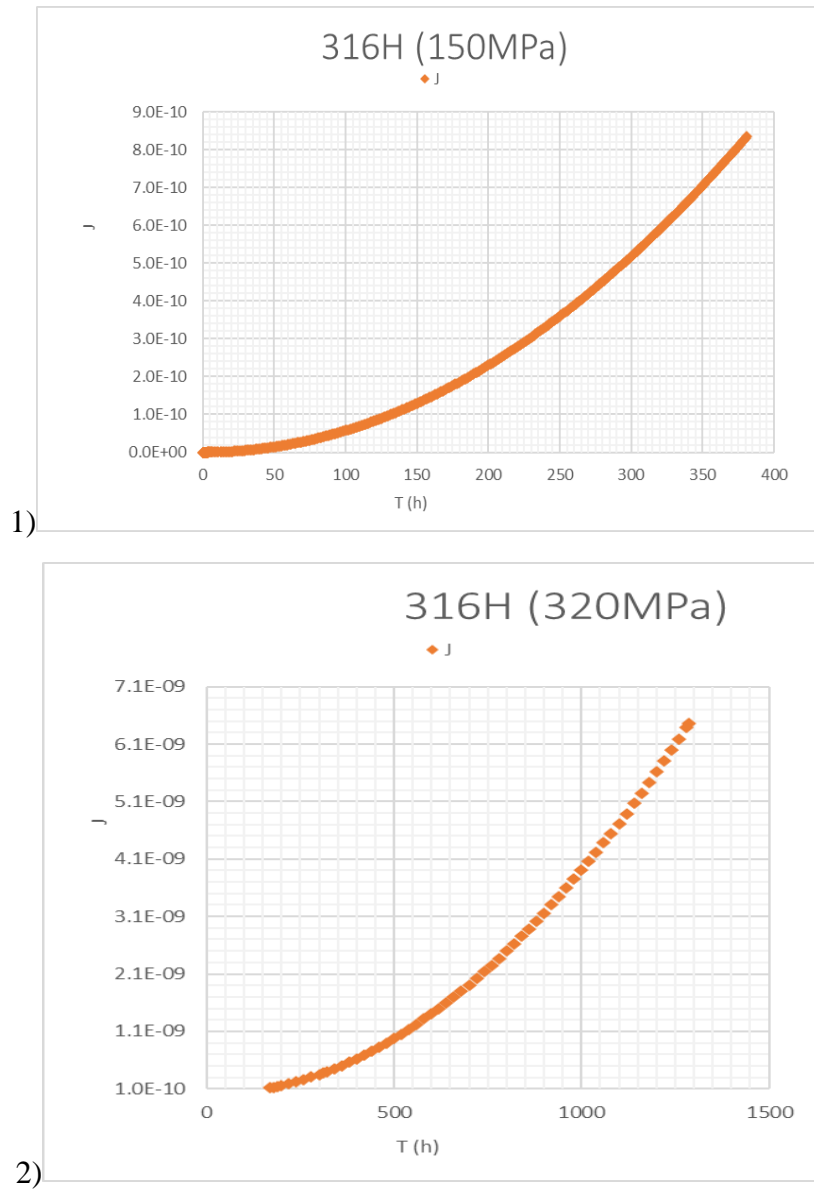 316H (150MPa)
J
9.0E-10
8.0E-10
7.0E-10
6.0E-10
5.0E-10
4.0E-10
3.0E-10
2.0E-10
1.0E-10
0.0E+00
J
0 50 100 150 200 250 300 350 400
T (h)
1)
316H (320MPa)
J
7.1E-09
6.1E-09
5.1E-09
4.1E-09
3.1E-09
2.1E-09
1.1E-09
1.0E-10
J
0 500 1000 1500
T (h)
2)